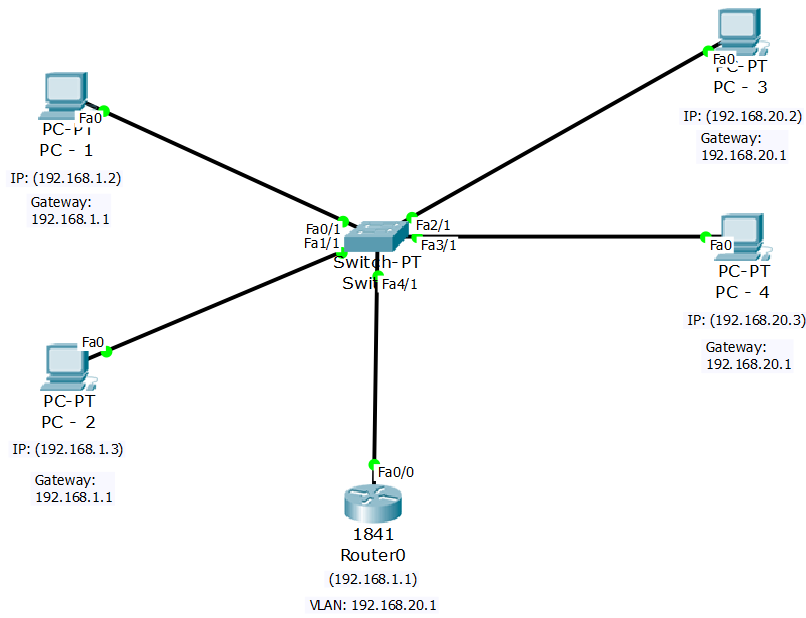 Fa0
PC-PT
PC - 1
IP: (192.168.1.2)
Gateway:
192.168.1.1
Fa0
PC-PT
PC - 3
IP: (192.168.20.2)
Gateway:
192.168.20.1
Fa0/1
Fa1/1
Fa2/1
Fa3/1
Switch-PT
Fa4/1
Fa0
PC-PT
PC - 4
IP: (192.168.20.3)
Gateway:
192.168.20.1
Fa0
PC-PT
PC - 2
IP: (192.168.1.3)
Gateway:
192.168.1.1
Fa0/0
1841
Router0
(192.168.1.1)
VLAN: 192.168.20.1